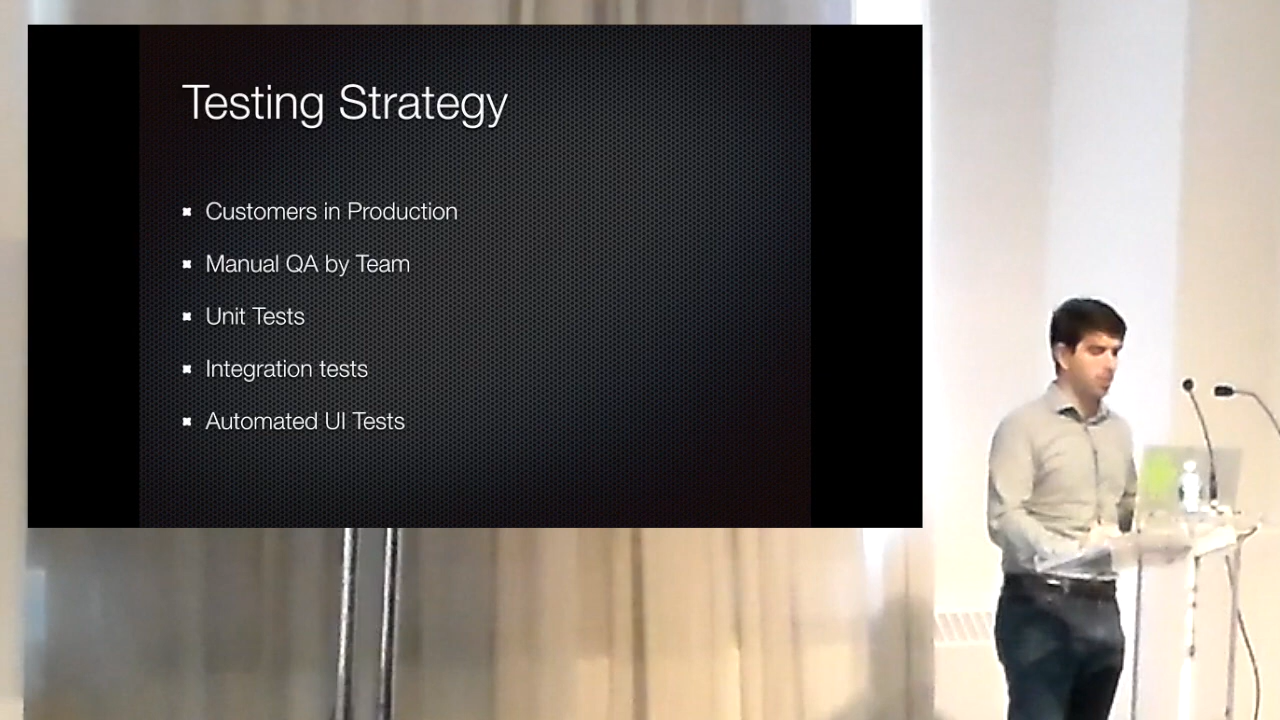 Testing Strategy
Customers in Production
Manual QA by Team
Unit Tests
Integration tests
Automated UI Tests